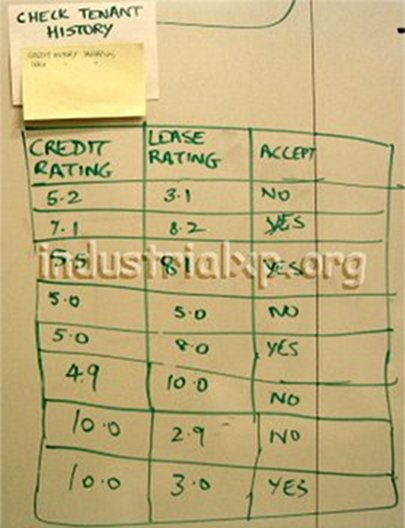 CHECK TENANT
HISTORY
CREDIT HISTORY
CREDIT RATING LEASE RATING ACCEPT
5.2 3.1 NO
7.1 8.2 YES
5.5 8.1 YES
industrialxp.org
5.0 5.0 NO
5.0 8.0 YES
4.9 10.0 NO
10.0 2.9 NO
10.0 3.0 YES